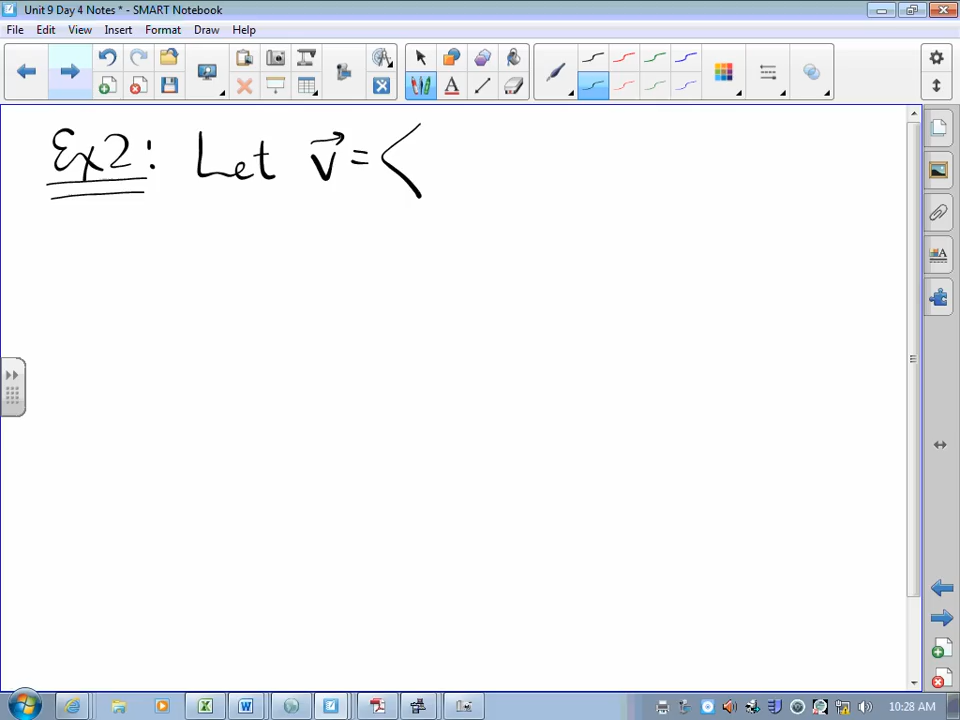 Unit 9 Day 4 Notes * - SMART Notebook
File Edit View Insert Format Draw Help
Ex2: Let v⃗ = <
10:28 AM